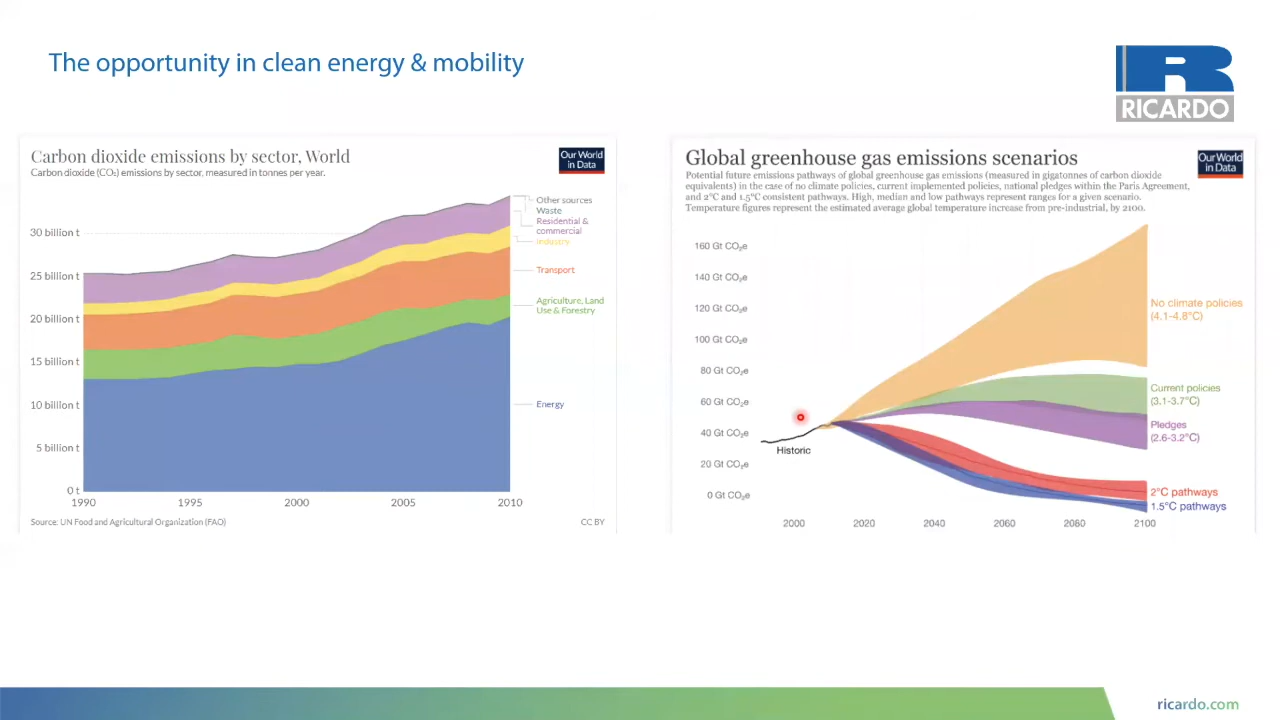 The opportunity in clean energy & mobility
RICARDO
Carbon dioxide emissions by sector, World
Carbon dioxide (CO₂) emissions by sector, measured in tonnes per year.
Our World
in Data
30 billion t
25 billion t
20 billion t
15 billion t
10 billion t
5 billion t
0 t
1990
1995
2000
2005
2010
Other sources
Waste
Residential &
commercial
Industry
Transport
Agriculture, Land
Use & Forestry
Energy
Source: UN Food and Agricultural Organization (FAO)
CC BY
Global greenhouse gas emissions scenarios
Potential future emissions pathways of global greenhouse gas emissions (measured in gigatonnes of carbon dioxide
equivalents) in the case of no climate policies, current implemented policies, national pledges within the Paris Agreement,
and 2°C and 1.5°C consistent pathways. High, median and low pathways represent ranges for a given scenario.
Temperature figures represent the estimated average global temperature increase from pre-industrial, by 2100.
Our World
in Data
160 Gt CO₂e
140 Gt CO₂e
120 Gt CO₂e
100 Gt CO₂e
80 Gt CO₂e
60 Gt CO₂e
40 Gt CO₂e
20 Gt CO₂e
0 Gt CO₂e
Historic
2000
2020
2040
2060
2080
2100
No climate policies
(4.1-4.8°C)
Current policies
(3.1-3.7°C)
Pledges
(2.6-3.2°C)
2°C pathways
1.5°C pathways
ricardo.com